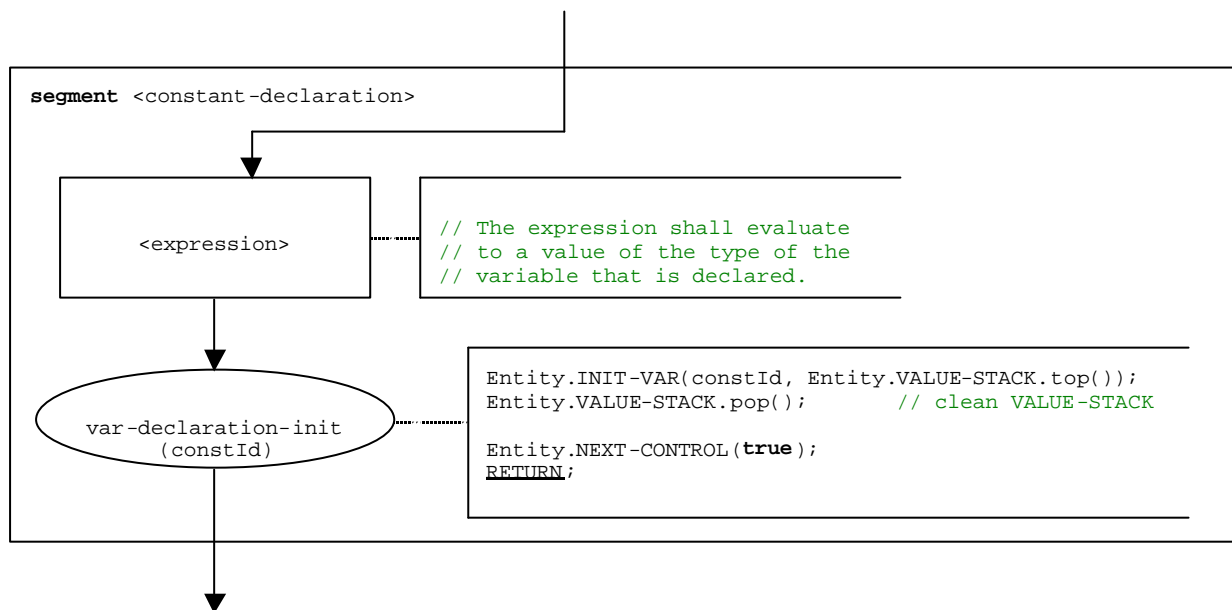 segment <constant-declaration>
<expression>
// The expression shall evaluate
// to a value of the type of the
// variable that is declared.
var-declaration-init
(constId)
Entity.INIT-VAR(constId, Entity.VALUE-STACK.top());
Entity.VALUE-STACK.pop(); // clean VALUE-STACK
Entity.NEXT-CONTROL(true);
RETURN;